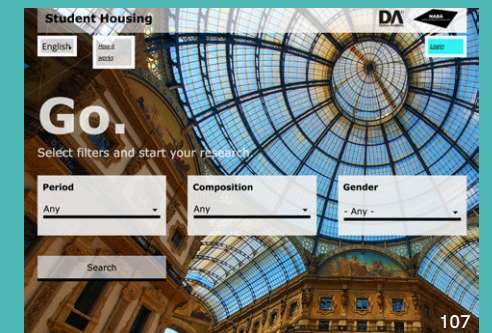 Student Housing
DA
NABA
English
How it
works
Login
Go.
Select filters and start your research.
Period
Composition
Gender
Any
Any
- Any -
Search
107